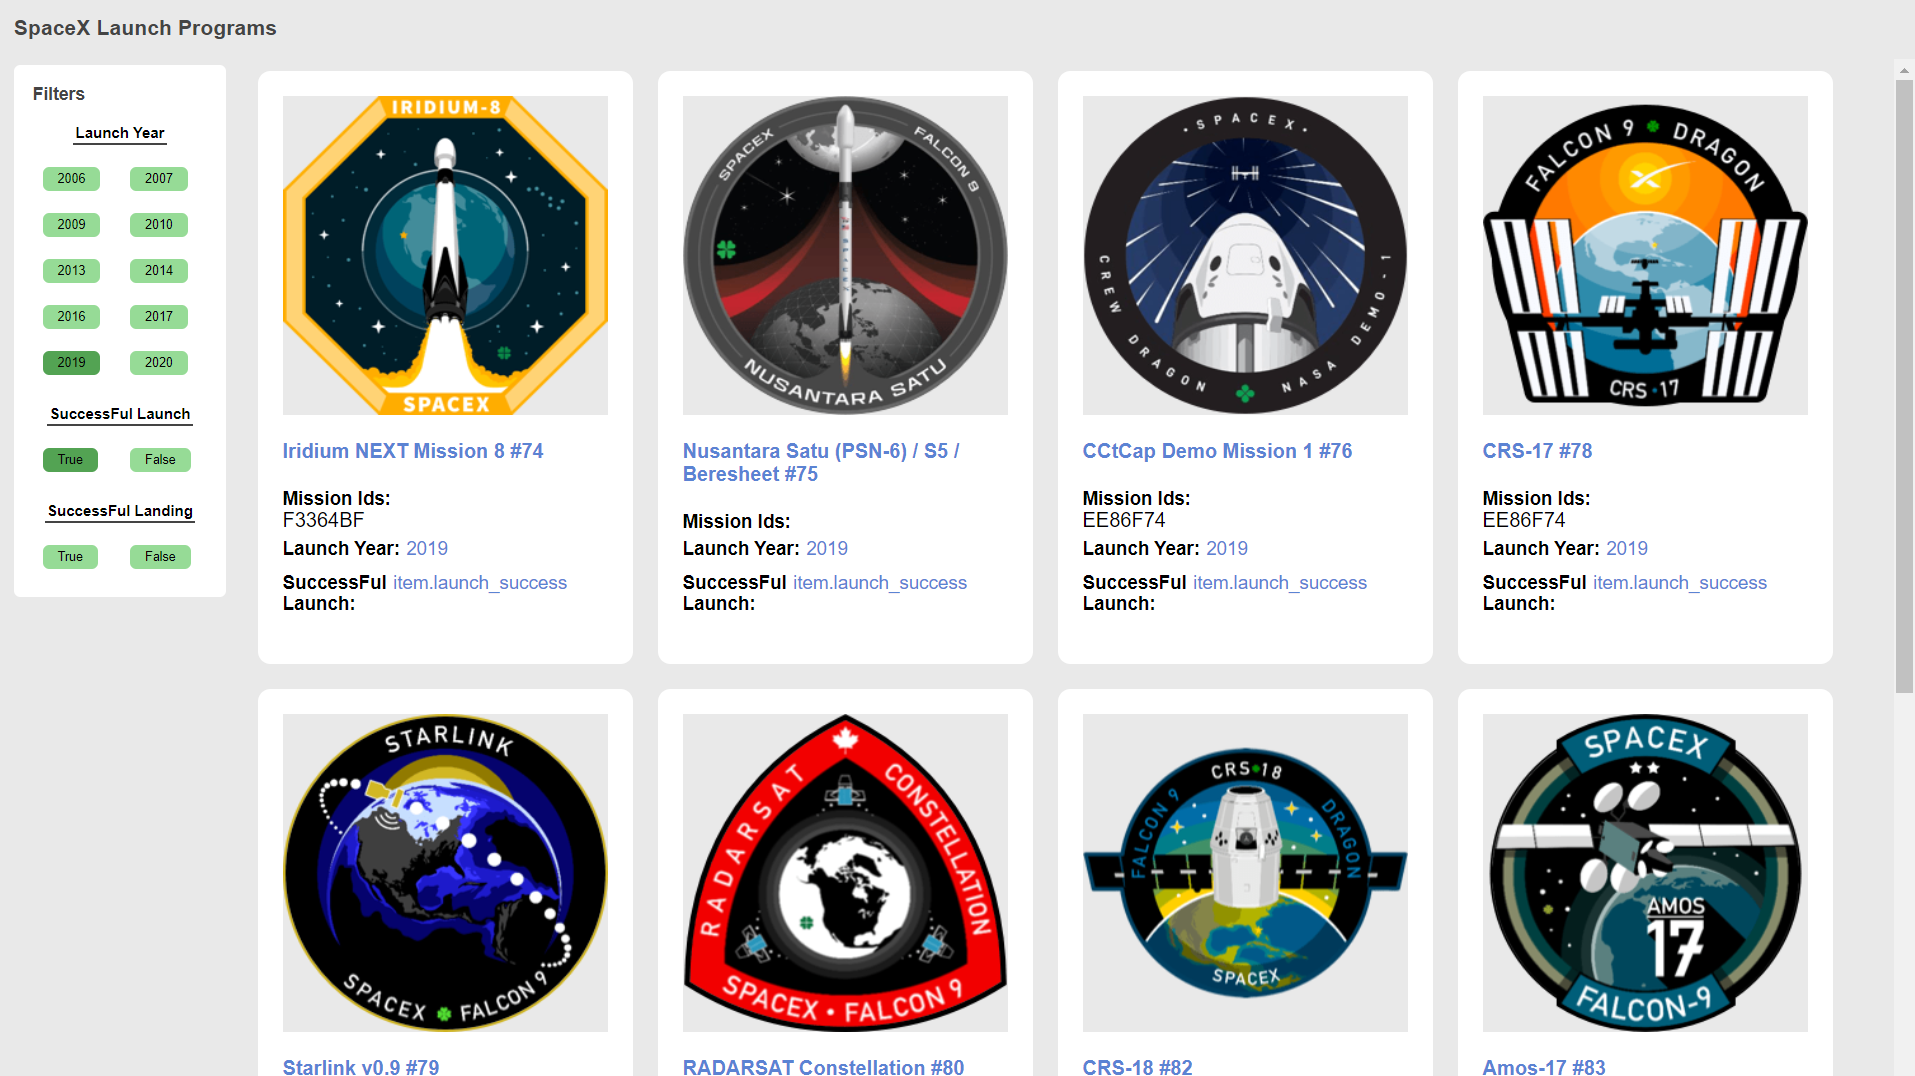 SpaceX Launch Programs
Filters
Launch Year
2006 2007
2009 2010
2013 2014
2016 2017
2019 2020
SuccessFul Launch
True False
SuccessFul Landing
True False
IRIDIUM-8
SPACEX
Iridium NEXT Mission 8 #74
Mission Ids:
F3364BF
Launch Year: 2019
SuccessFul item.launch_success
Launch:
SPACEX FALCON 9
SPACEX
NUSANTARA SATU
Nusantara Satu (PSN-6) / S5 /
Beresheet #75
Mission Ids:
Launch Year: 2019
SuccessFul item.launch_success
Launch:
• SPACEX •
CREW DRAGON NASA DEMO-1
CCtCap Demo Mission 1 #76
Mission Ids:
EE86F74
Launch Year: 2019
SuccessFul item.launch_success
Launch:
FALCON 9 DRAGON
CRS•17
CRS-17 #78
Mission Ids:
EE86F74
Launch Year: 2019
SuccessFul item.launch_success
Launch:
STARLINK
SPACEX FALCON 9
Starlink v0.9 #79
RADARSAT CONSTELLATION
SPACEX • FALCON 9
RADARSAT Constellation #80
CRS 18
FALCON 9 DRAGON
SPACEX
CRS-18 #82
SPACEX
AMOS
17
FALCON-9
Amos-17 #83